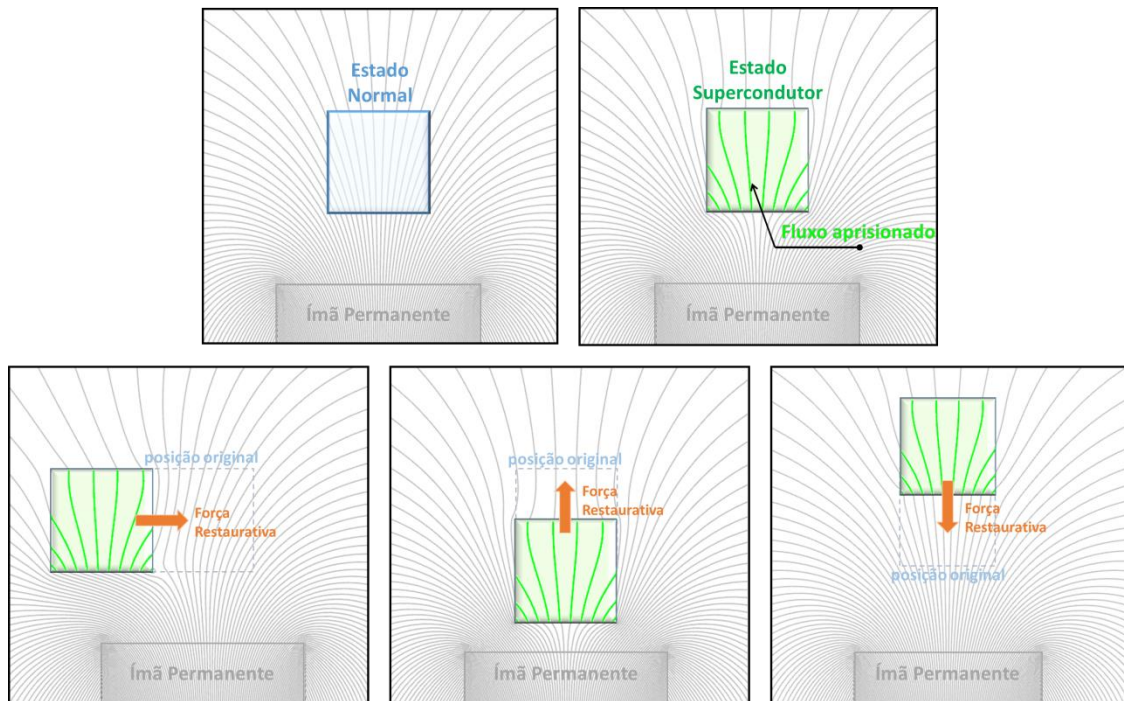 Estado
Normal
Ímã Permanente
Estado
Supercondutor
Fluxo aprisionado
Ímã Permanente
posição original
Força
Restaurativa
Ímã Permanente
posição original
Força
Restaurativa
Ímã Permanente
Força
Restaurativa
posição original
Ímã Permanente